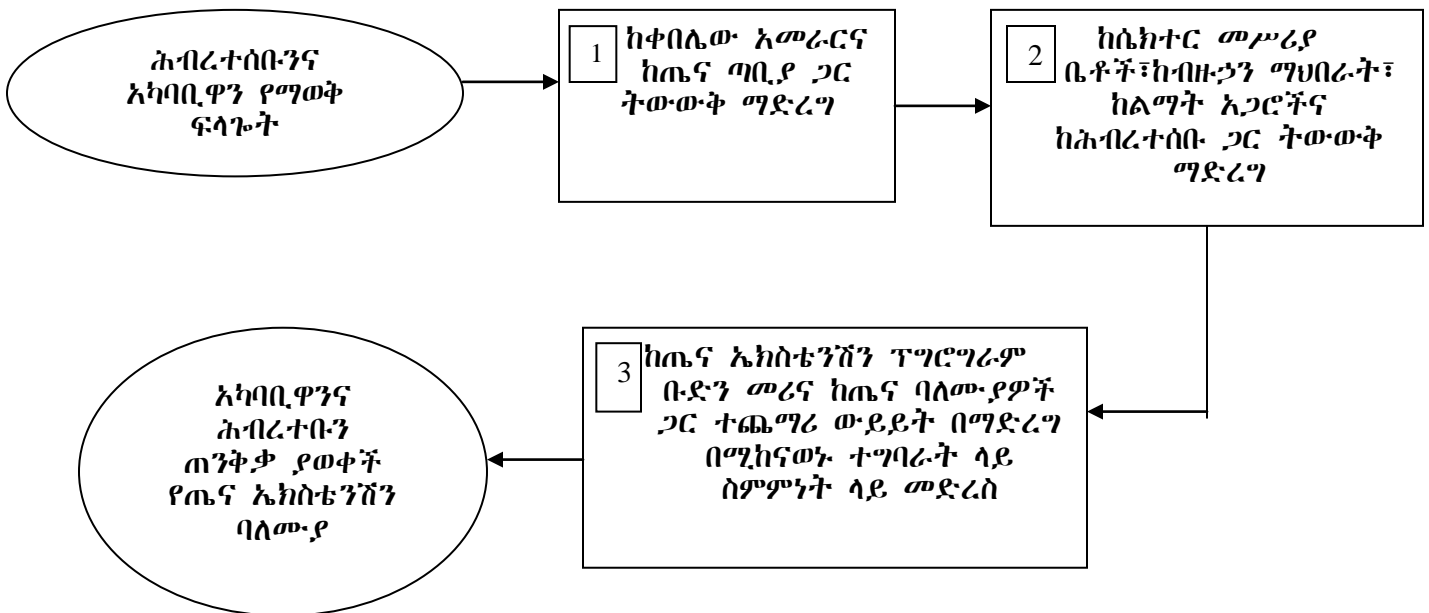 ሕብረተሰቡንና
አካባቢዋን የማወቅ
ፍላጐት
1
ከቀበሌው አመራርና
ከጤና ጣቢያ ጋር
ትውውቅ ማድረግ
2
ከሴክተር መሥሪያ
ቤቶች፣ከብዙኃን ማህበራት፣
ከልማት አጋሮችና
ከሕብረተሰቡ ጋር ትውውቅ
ማድረግ
3
ከጤና ኤክስቴንሽን ፕሮግራም
ቡድን መሪና ከጤና ባለሙያዎች
ጋር ተጨማሪ ውይይት በማድረግ
በሚከናወኑ ተግባራት ላይ
ስምምነት ላይ መድረስ
አካባቢዋንና
ሕብረተቡን
ጠንቅቃ ያወቀች
የጤና ኤክስቴንሽን
ባለሙያ